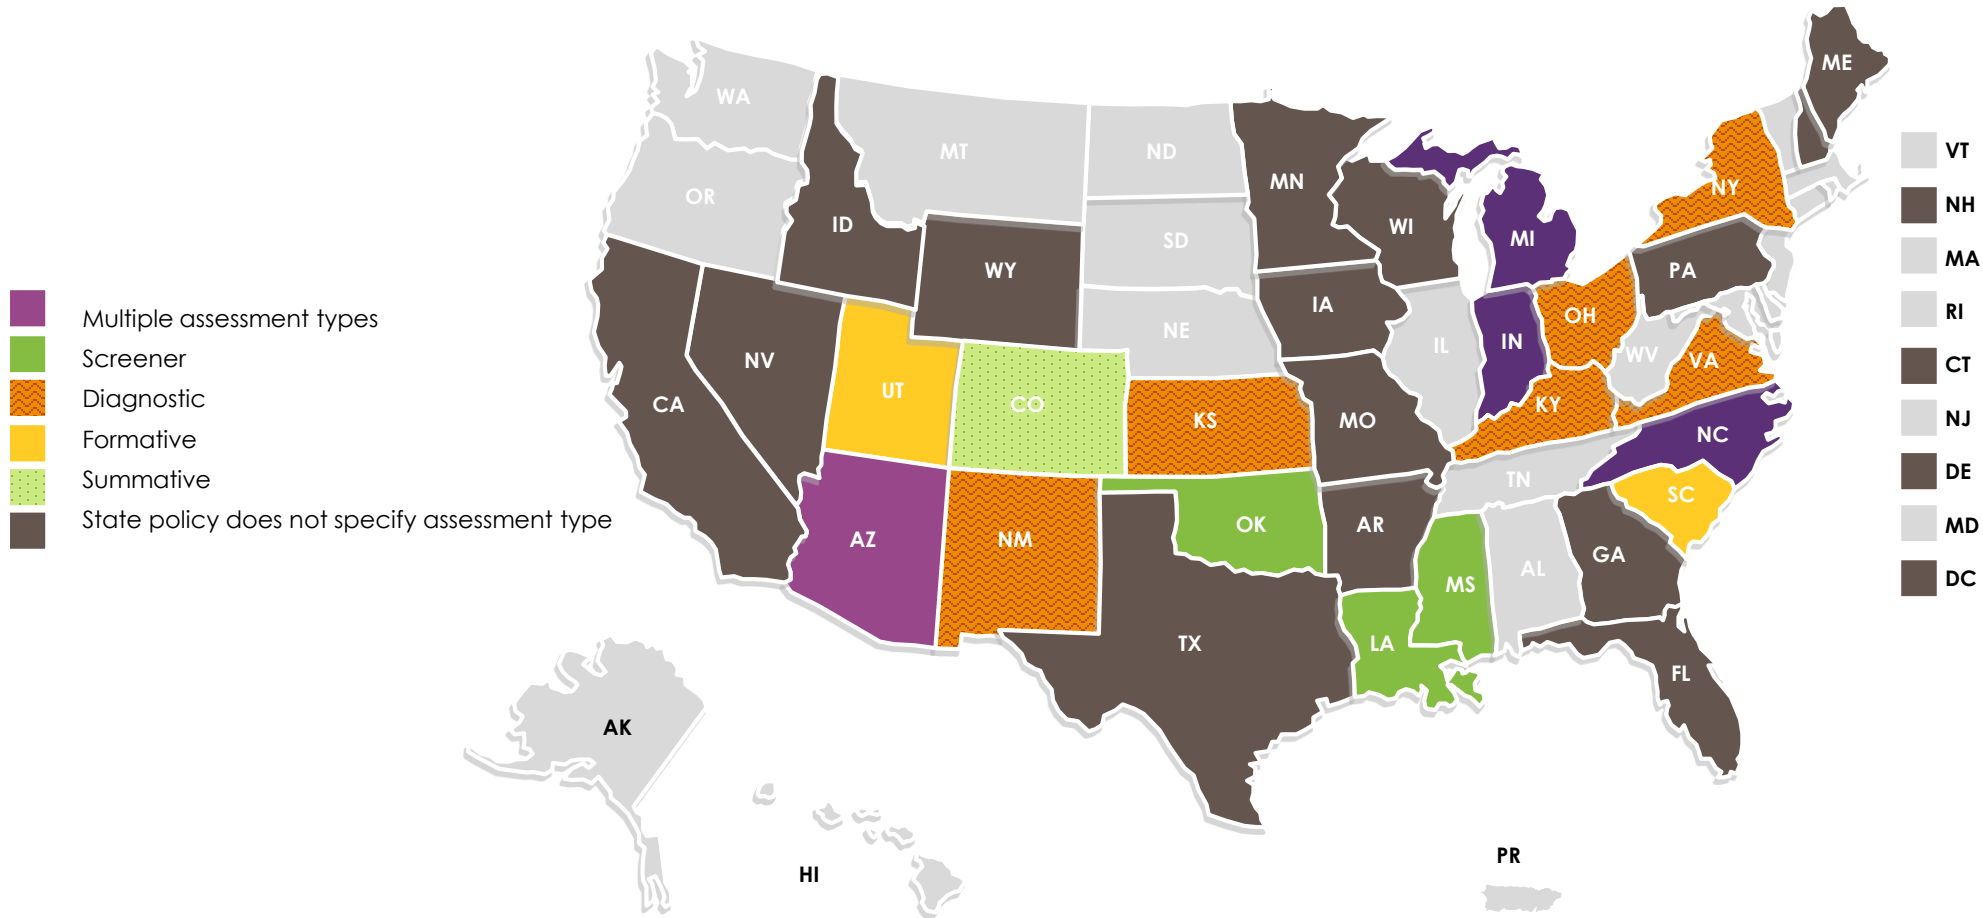 Multiple assessment types
Screener
Diagnostic
Formative
Summative
State policy does not specify assessment type
WA
OR
CA
NV
ID
MT
WY
UT
AZ
CO
NM
ND
SD
NE
KS
OK
TX
MN
IA
MO
AR
LA
WI
IL
MI
IN
OH
KY
TN
MS
AL
GA
FL
SC
NC
VA
WV
PA
NY
ME
AK
HI
PR
VT
NH
MA
RI
CT
NJ
DE
MD
DC